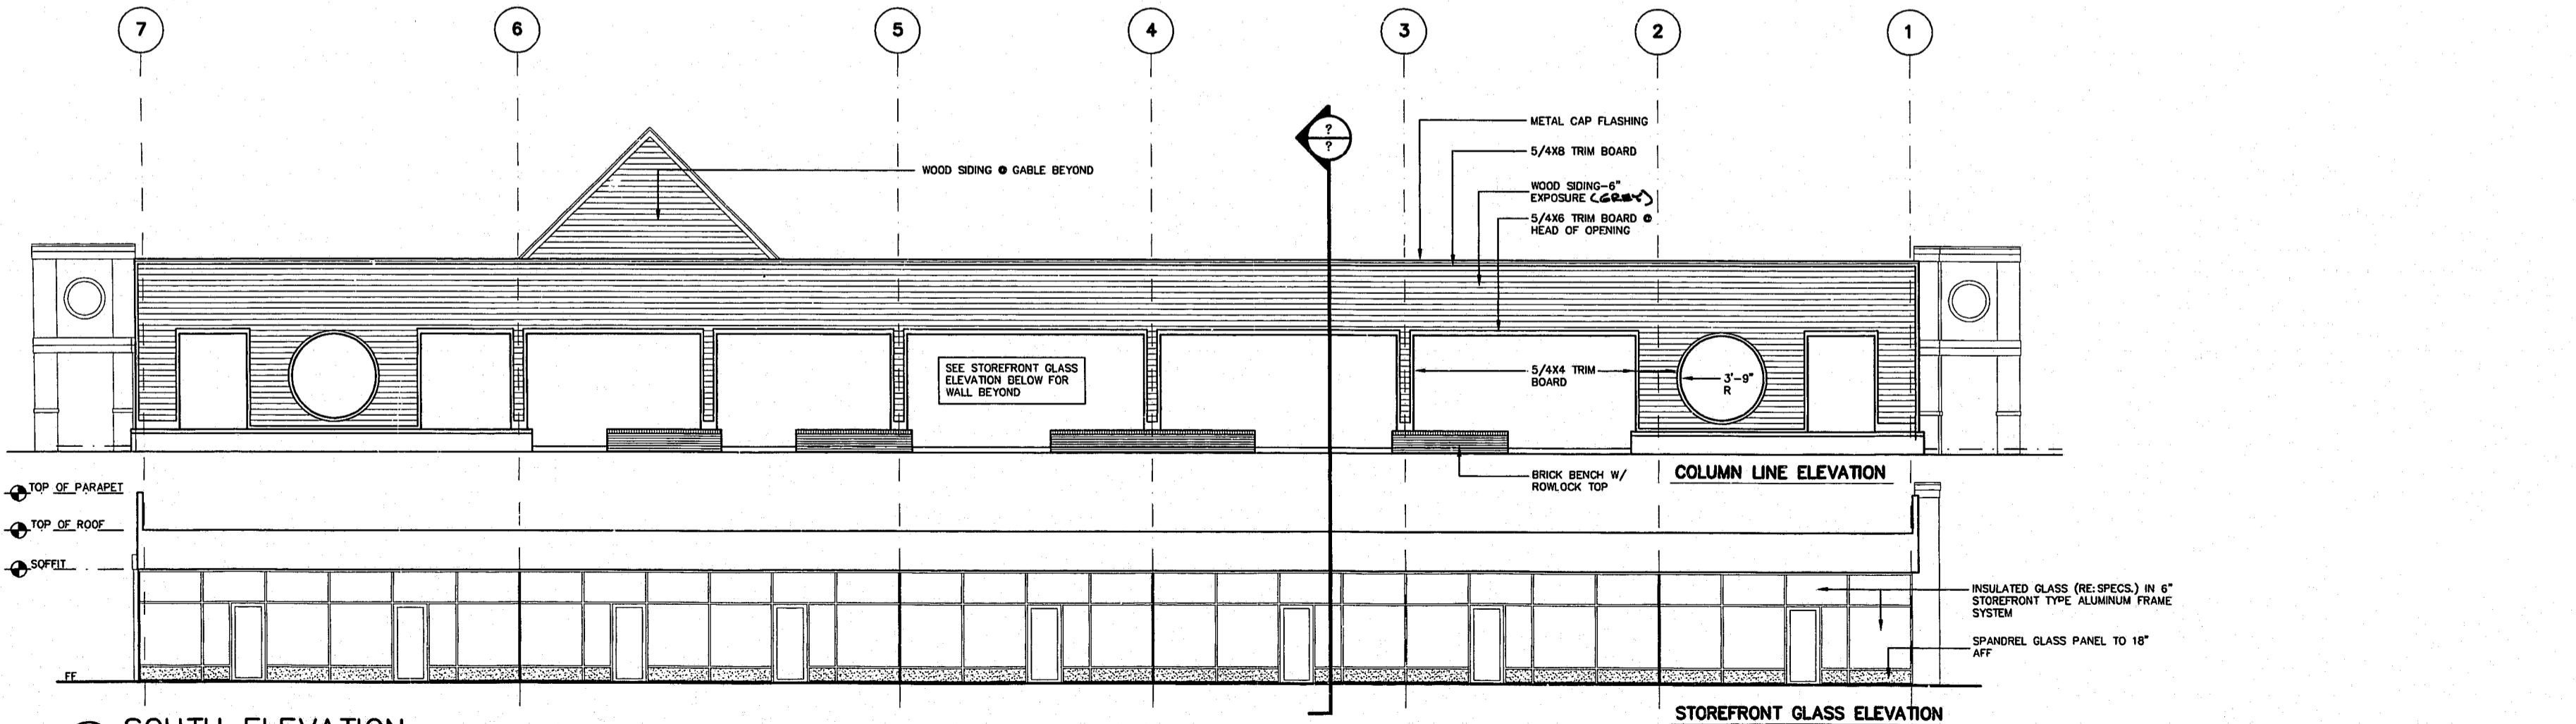 7 6 5 4 3 2 1
METAL CAP FLASHING
?
?
5/4X8 TRIM BOARD
WOOD SIDING @ GABLE BEYOND
WOOD SIDING-6"
EXPOSURE (GREY)
5/4X6 TRIM BOARD @
HEAD OF OPENING
SEE STOREFRONT GLASS
ELEVATION BELOW FOR
WALL BEYOND
5/4X4 TRIM
BOARD
3'-9"
R
BRICK BENCH W/
ROWLOCK TOP
COLUMN LINE ELEVATION
TOP OF PARAPET
TOP OF ROOF
SOFFIT
INSULATED GLASS (RE:SPECS.) IN 6"
STOREFRONT TYPE ALUMINUM FRAME
SYSTEM
SPANDREL GLASS PANEL TO 18"
AFF
FF
STOREFRONT GLASS ELEVATION
SOUTH ELEVATION